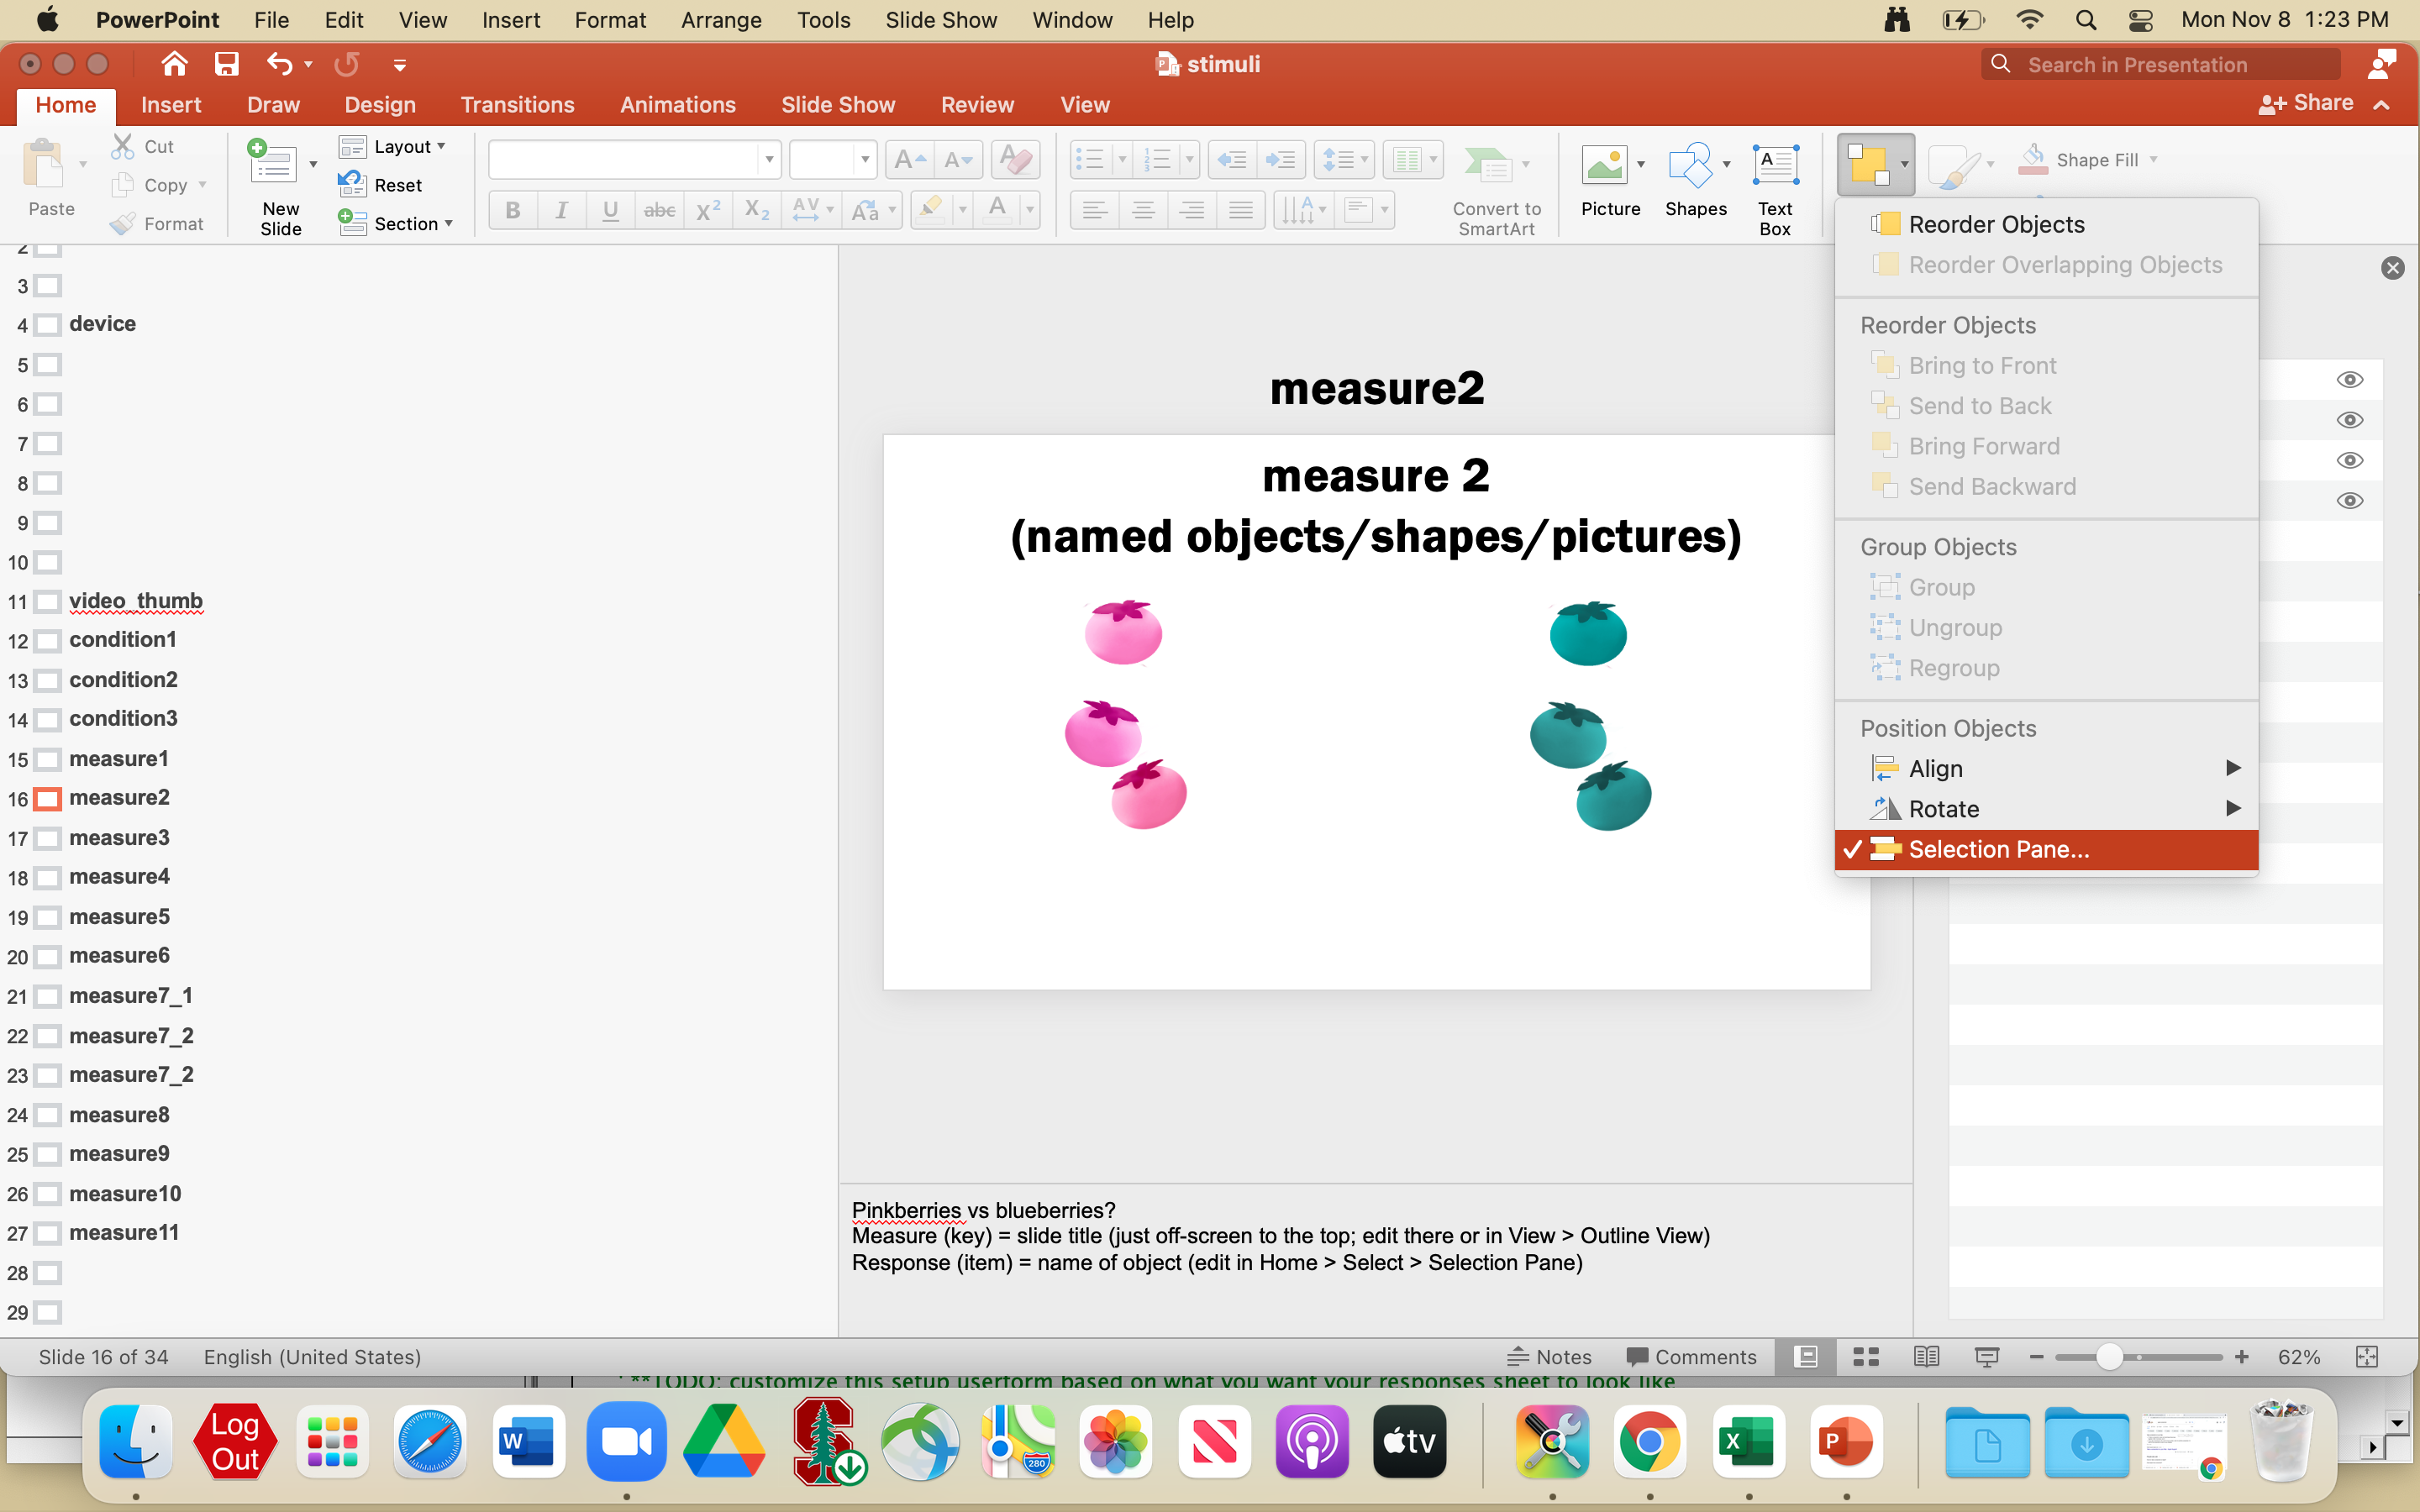 PowerPoint File Edit View Insert Format Arrange Tools Slide Show Window Help Mon Nov 8 1:23 PM
stimuli
Search in Presentation
Home Insert Draw Design Transitions Animations Slide Show Review View Share
Paste
Cut
Copy
Format
New Slide
Layout
Reset
Section
B I U abc X² X₂ AV Aa A
Convert to SmartArt
Picture
Shapes
Text Box
Shape Fill
Reorder Objects
Reorder Overlapping Objects
Reorder Objects
Bring to Front
Send to Back
Bring Forward
Send Backward
Group Objects
Group
Ungroup
Regroup
Position Objects
Align
Rotate
Selection Pane...
2
3
4 device
5
6
7
8
9
10
11 video_thumb
12 condition1
13 condition2
14 condition3
15 measure1
16 measure2
17 measure3
18 measure4
19 measure5
20 measure6
21 measure7_1
22 measure7_2
23 measure7_2
24 measure8
25 measure9
26 measure10
27 measure11
28
29
measure2
measure 2
(named objects/shapes/pictures)
Pinkberries vs blueberries?
Measure (key) = slide title (just off-screen to the top; edit there or in View > Outline View)
Response (item) = name of object (edit in Home > Select > Selection Pane)
Slide 16 of 34 English (United States) Notes Comments 62%
**TODO: customize this setup userform based on what you want your responses sheet to look like
Log Out
W
280
tv
X
P